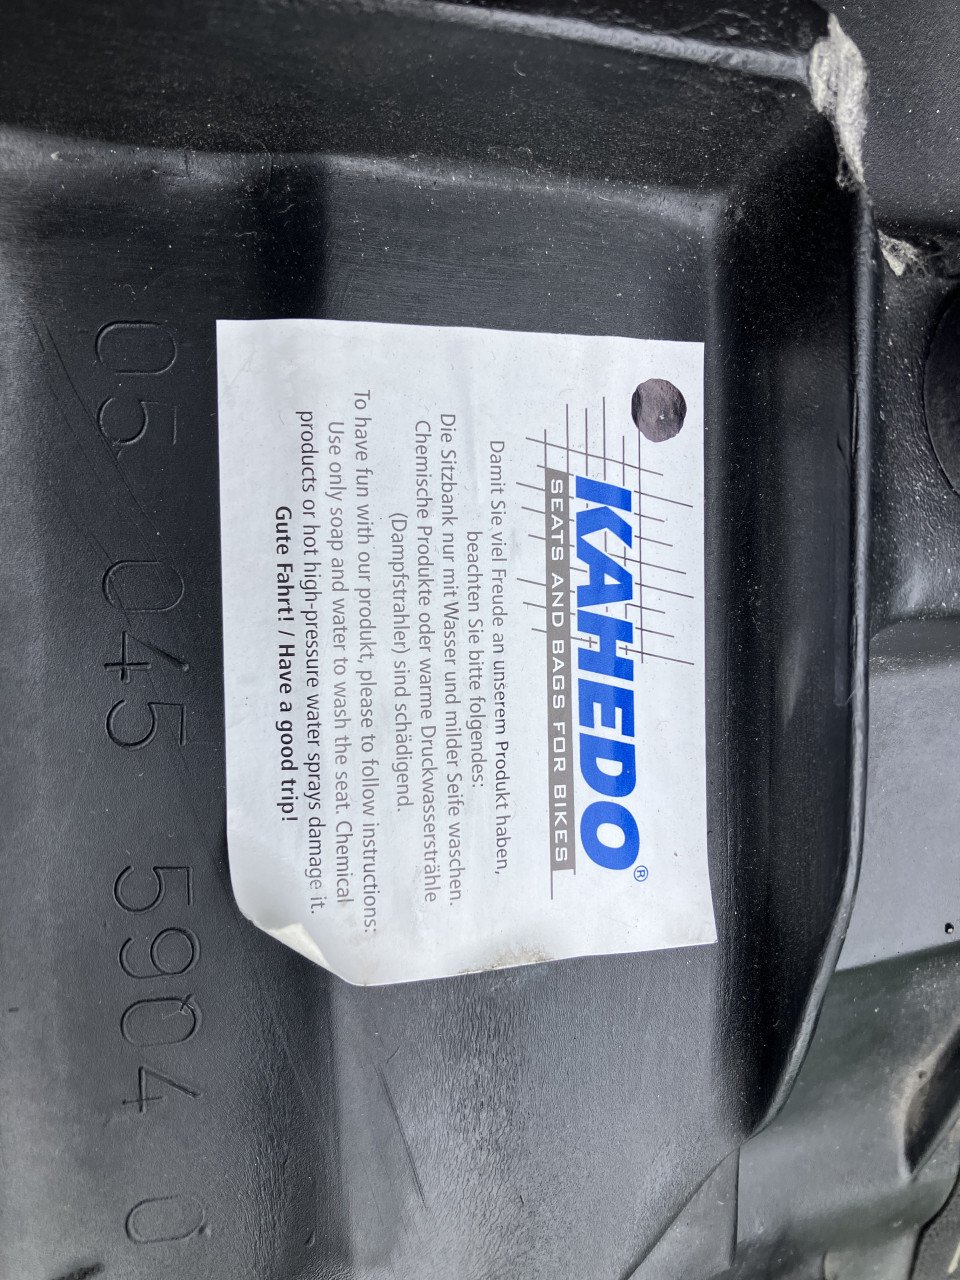 KAHEDO®
SEATS AND BAGS FOR BIKES
Damit Sie viel Freude an unserem Produkt haben,
beachten Sie bitte folgendes:
Die Sitzbank nur mit Wasser und milder Seife waschen.
Chemische Produkte oder warme Druckwassersträhle
(Dampfstrahler) sind schädigend.
To have fun with our produkt, please to follow instructions:
Use only soap and water to wash the seat. Chemical
products or hot high-pressure water sprays damage it.
Gute Fahrt! / Have a good trip!
05 045 5904 0